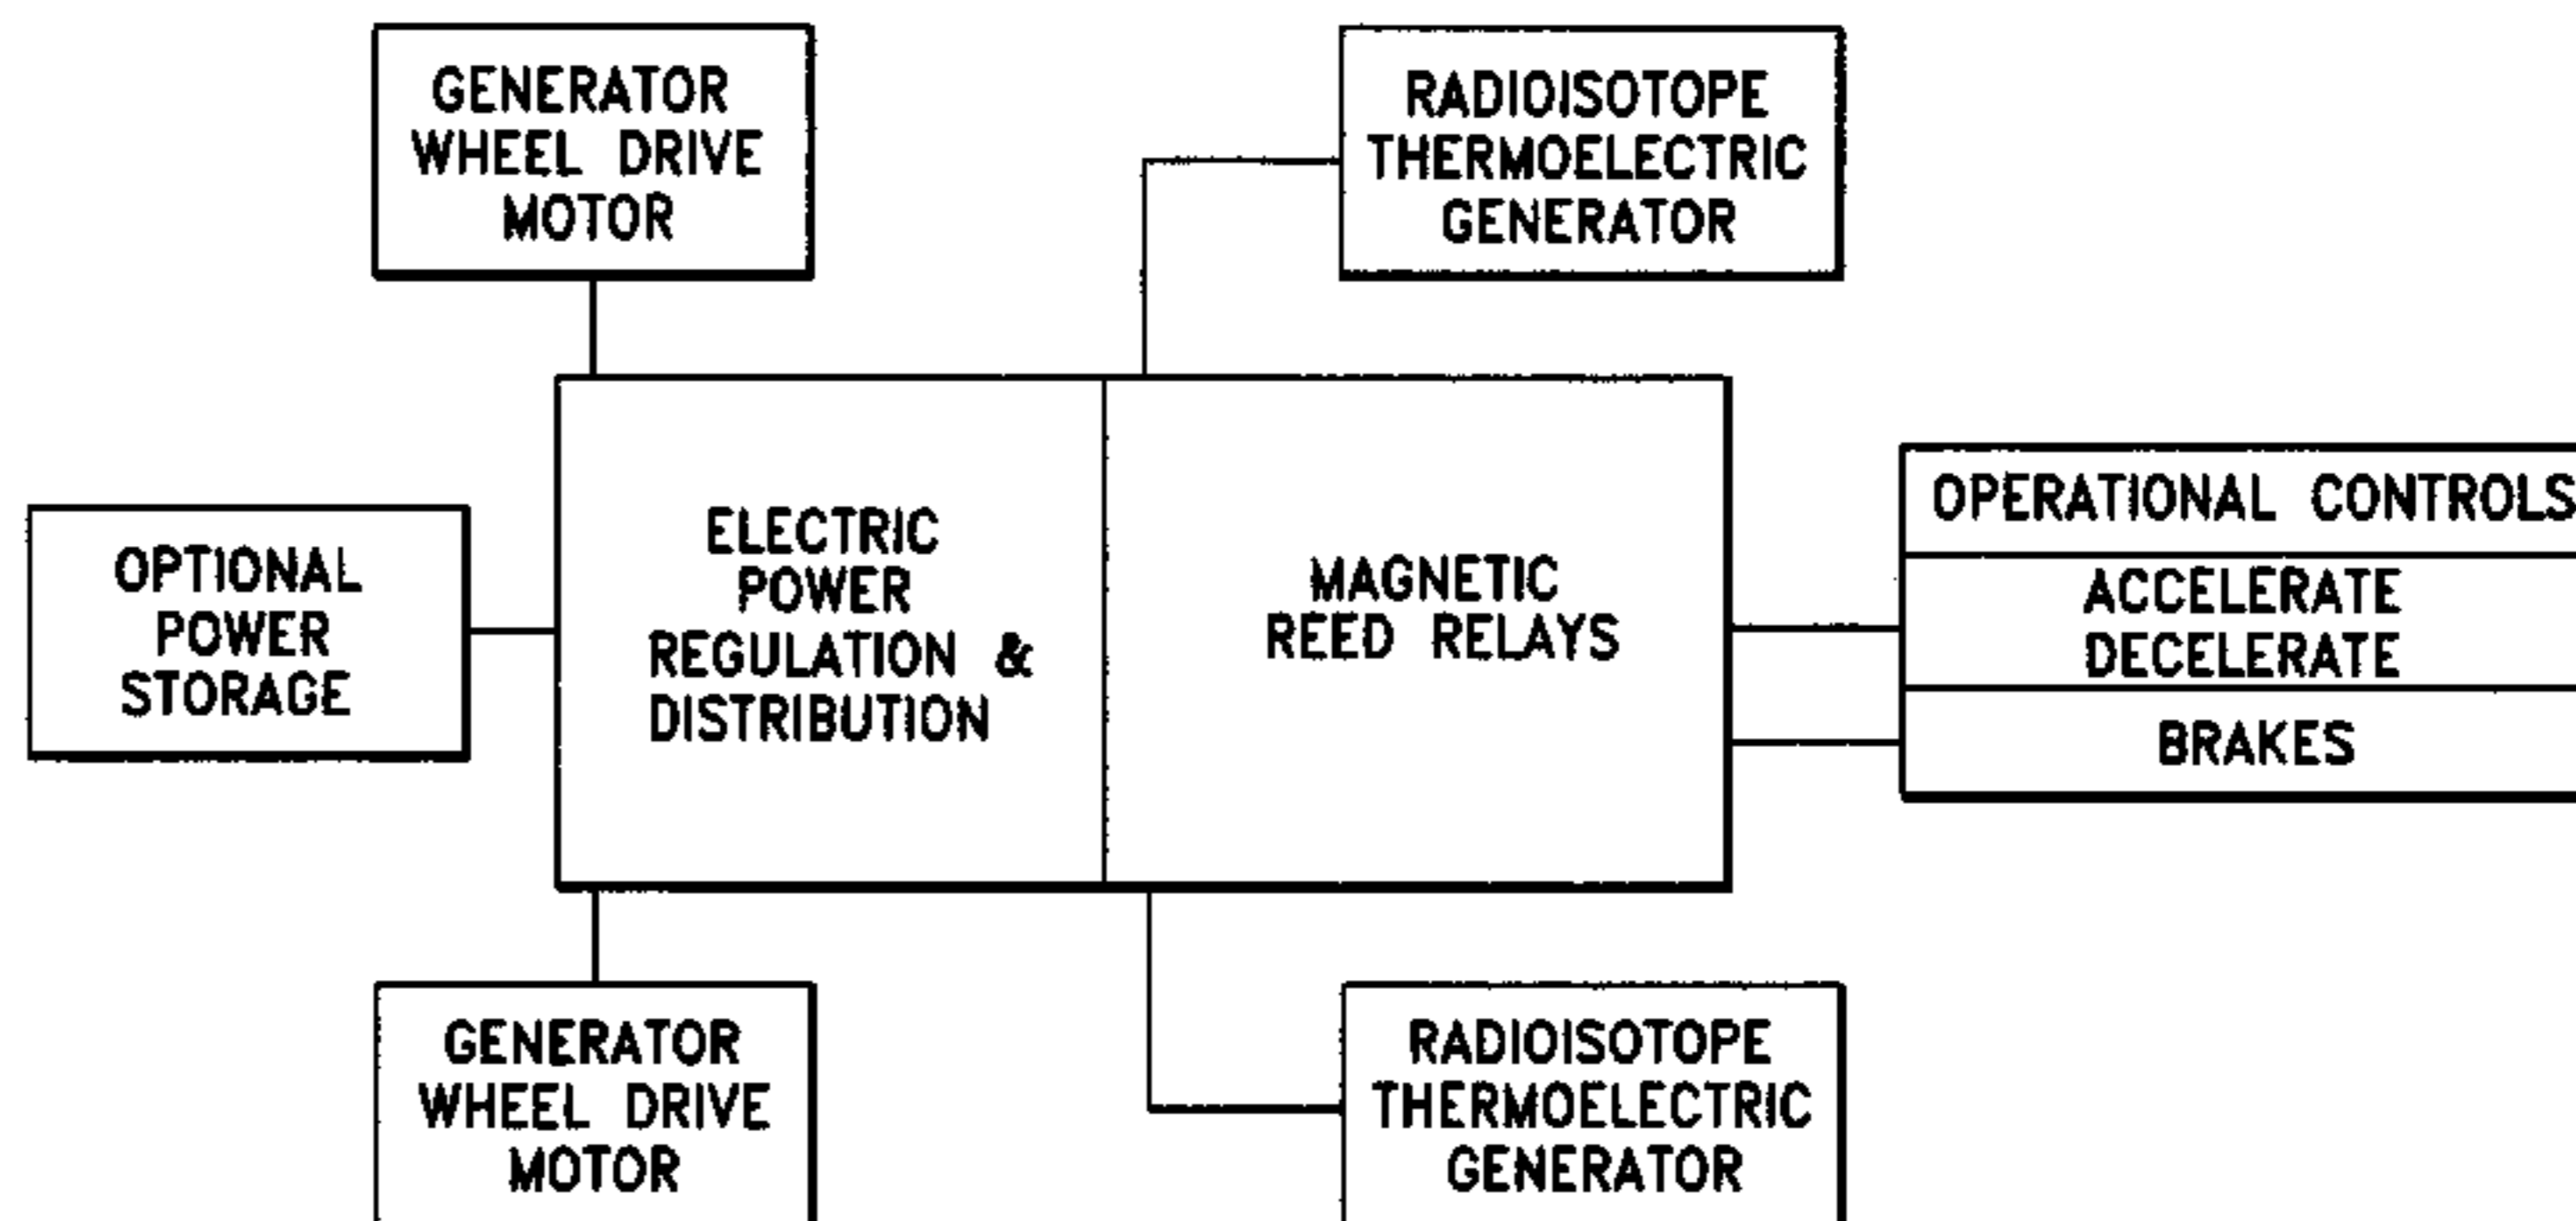 GENERATOR
WHEEL DRIVE
MOTOR
RADIOISOTOPE
THERMOELECTRIC
GENERATOR
OPTIONAL
POWER
STORAGE
ELECTRIC
POWER
REGULATION &
DISTRIBUTION
MAGNETIC
REED RELAYS
OPERATIONAL CONTROLS
ACCELERATE
DECELERATE
BRAKES
GENERATOR
WHEEL DRIVE
MOTOR
RADIOISOTOPE
THERMOELECTRIC
GENERATOR